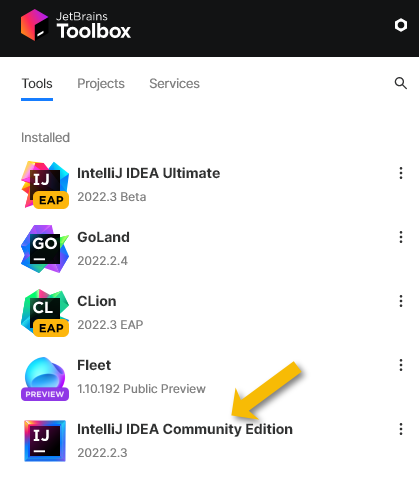 JetBrains
Toolbox
Tools Projects Services
Installed
IJ
EAP
IntelliJ IDEA Ultimate
2022.3 Beta
GO
GoLand
2022.2.4
CL
EAP
CLion
2022.3 EAP
PREVIEW
Fleet
1.10.192 Public Preview
IJ
IntelliJ IDEA Community Edition
2022.2.3